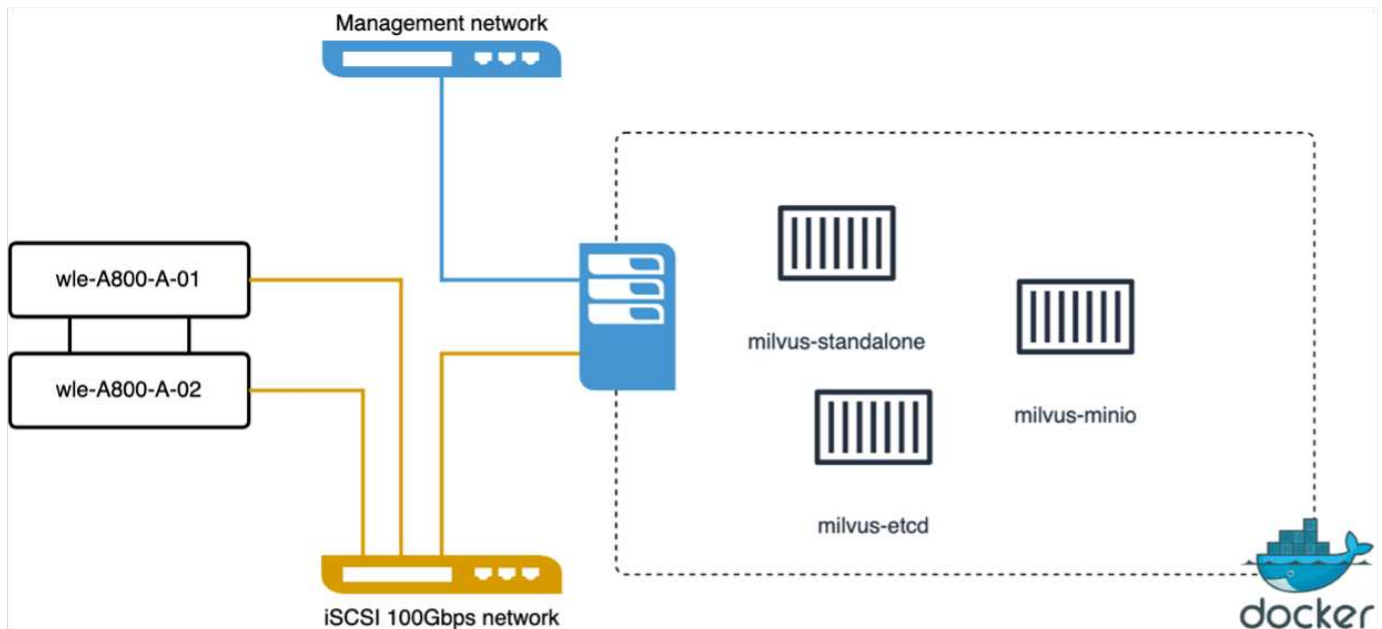 Management network
wle-A800-A-01
milvus-standalone
wle-A800-A-02
milvus-minio
milvus-etcd
iSCSI 100Gbps network
docker